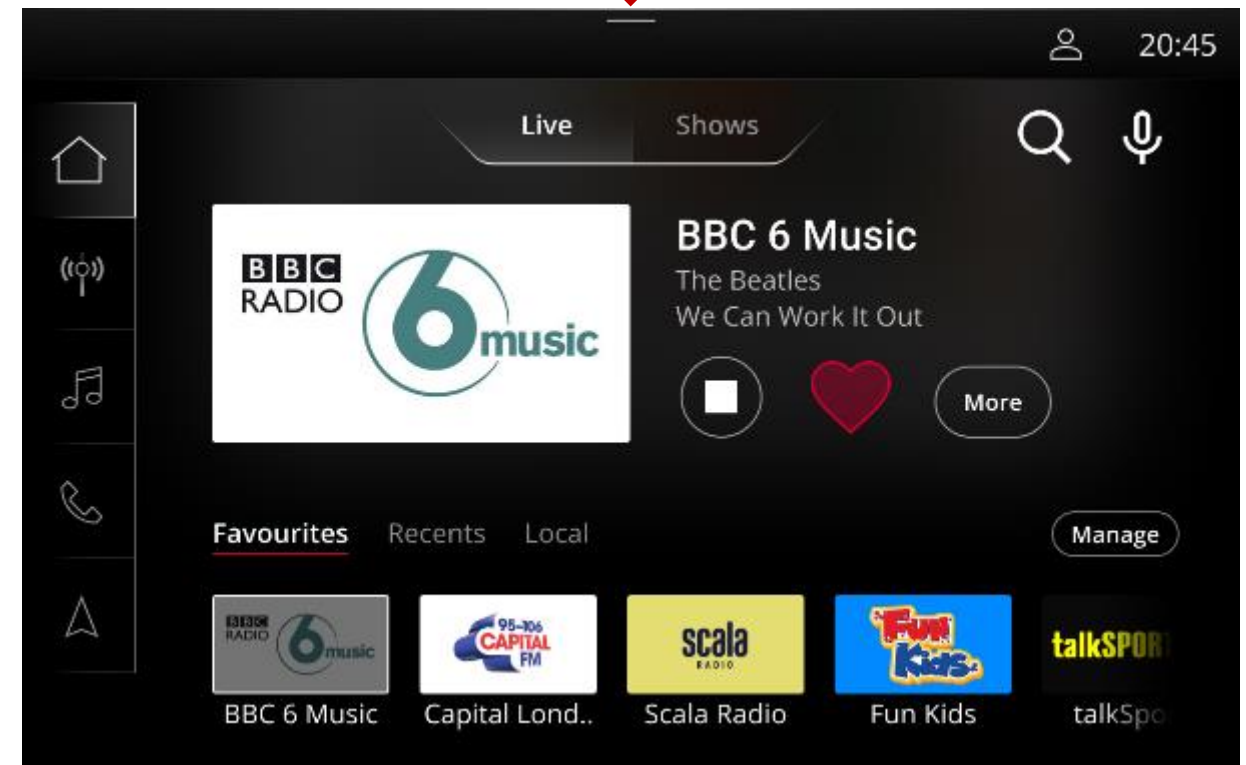 20:45
Live Shows
BBC
RADIO
6
music
BBC 6 Music
The Beatles
We Can Work It Out
More
Favourites Recents Local
Manage
BBC
RADIO
6
music
95-106
CAPITAL
FM
scala
RADIO
FUN
KIDS
talkSPORT
BBC 6 Music Capital Lond.. Scala Radio Fun Kids talkSpo